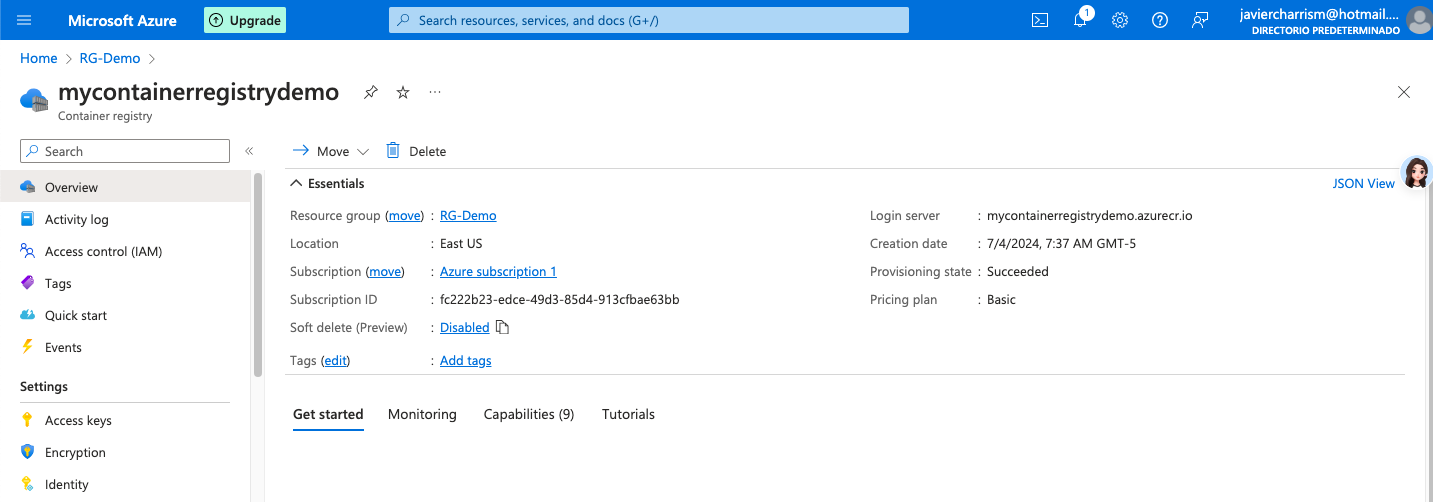 Microsoft Azure
Upgrade
Search resources, services, and docs (G+/)
1
javiercharrism@hotmail....
DIRECTORIO PREDETERMINADO
Home > RG-Demo >
mycontainerregistrydemo
...
Container registry
Search
«
Move
Delete
Overview
Activity log
Access control (IAM)
Tags
Quick start
Events
Settings
Access keys
Encryption
Identity
Essentials
JSON View
Resource group (move) : RG-Demo
Location : East US
Subscription (move) : Azure subscription 1
Subscription ID : fc222b23-edce-49d3-85d4-913cfbae63bb
Soft delete (Preview) : Disabled
Tags (edit) : Add tags
Login server : mycontainerregistrydemo.azurecr.io
Creation date : 7/4/2024, 7:37 AM GMT-5
Provisioning state : Succeeded
Pricing plan : Basic
Get started Monitoring Capabilities (9) Tutorials